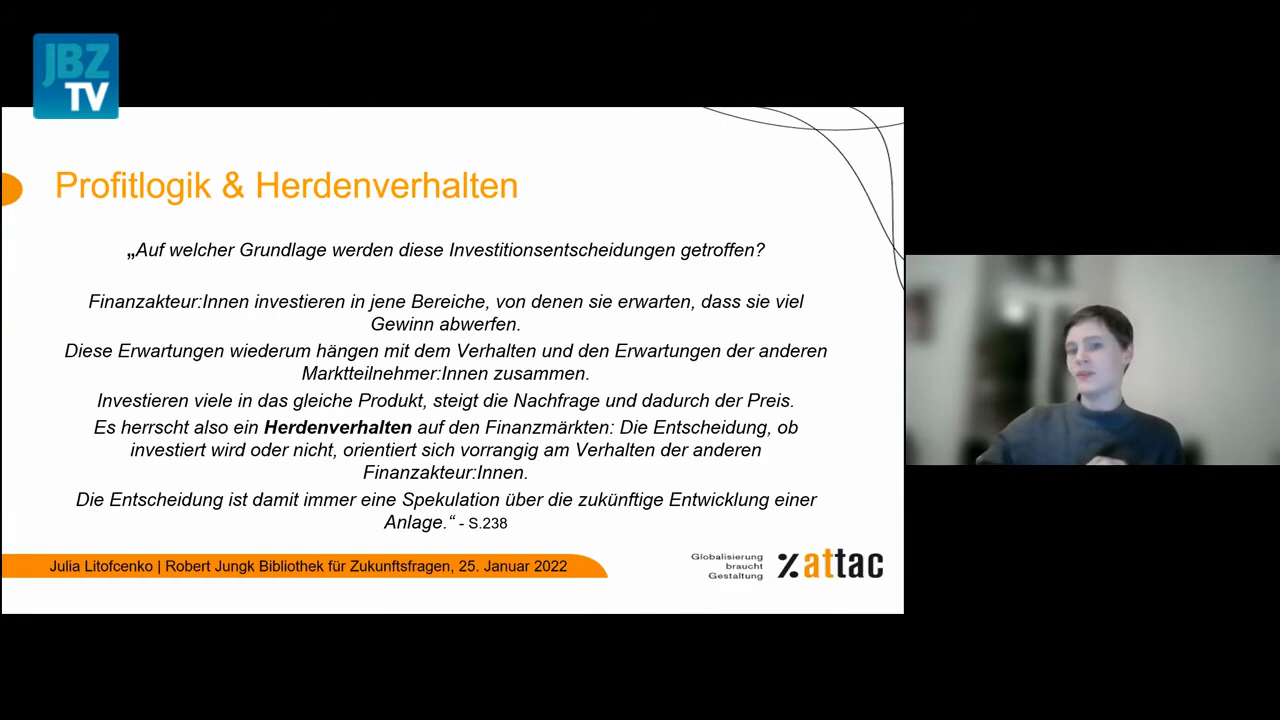 JBZ
TV
Profitlogik & Herdenverhalten
„Auf welcher Grundlage werden diese Investitionsentscheidungen getroffen?
Finanzakteur:Innen investieren in jene Bereiche, von denen sie erwarten, dass sie viel
Gewinn abwerfen.
Diese Erwartungen wiederum hängen mit dem Verhalten und den Erwartungen der anderen
Marktteilnehmer:Innen zusammen.
Investieren viele in das gleiche Produkt, steigt die Nachfrage und dadurch der Preis.
Es herrscht also ein Herdenverhalten auf den Finanzmärkten: Die Entscheidung, ob
investiert wird oder nicht, orientiert sich vorrangig am Verhalten der anderen
Finanzakteur:Innen.
Die Entscheidung ist damit immer eine Spekulation über die zukünftige Entwicklung einer
Anlage.“ - S.238
Julia Litofcenko | Robert Jungk Bibliothek für Zukunftsfragen, 25. Januar 2022
Globalisierung
braucht
Gestaltung
attac